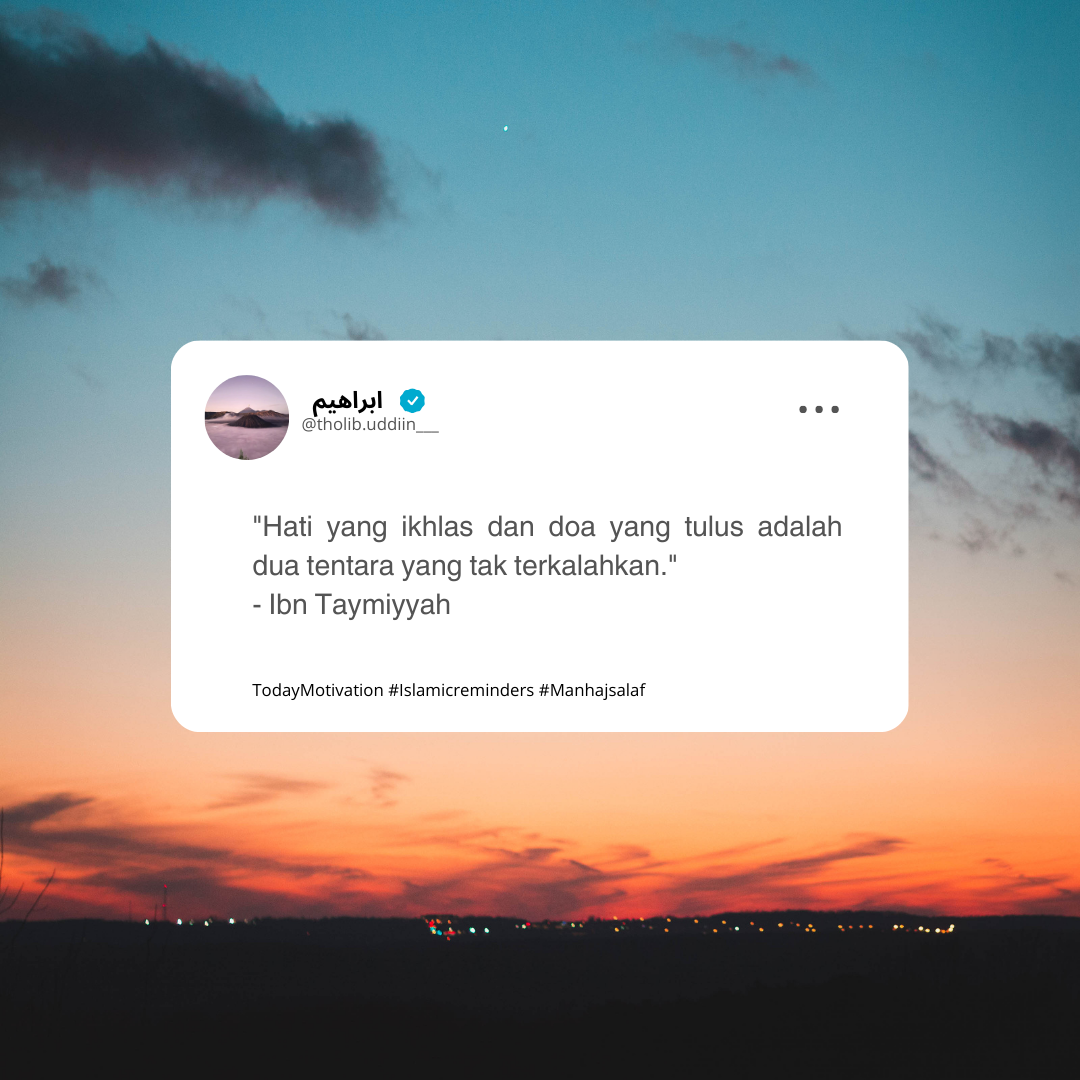 ابراهيم
@tholib.uddiin___
"Hati yang ikhlas dan doa yang tulus adalah
dua tentara yang tak terkalahkan."
- Ibn Taymiyyah
TodayMotivation #Islamicreminders #Manhajsalaf